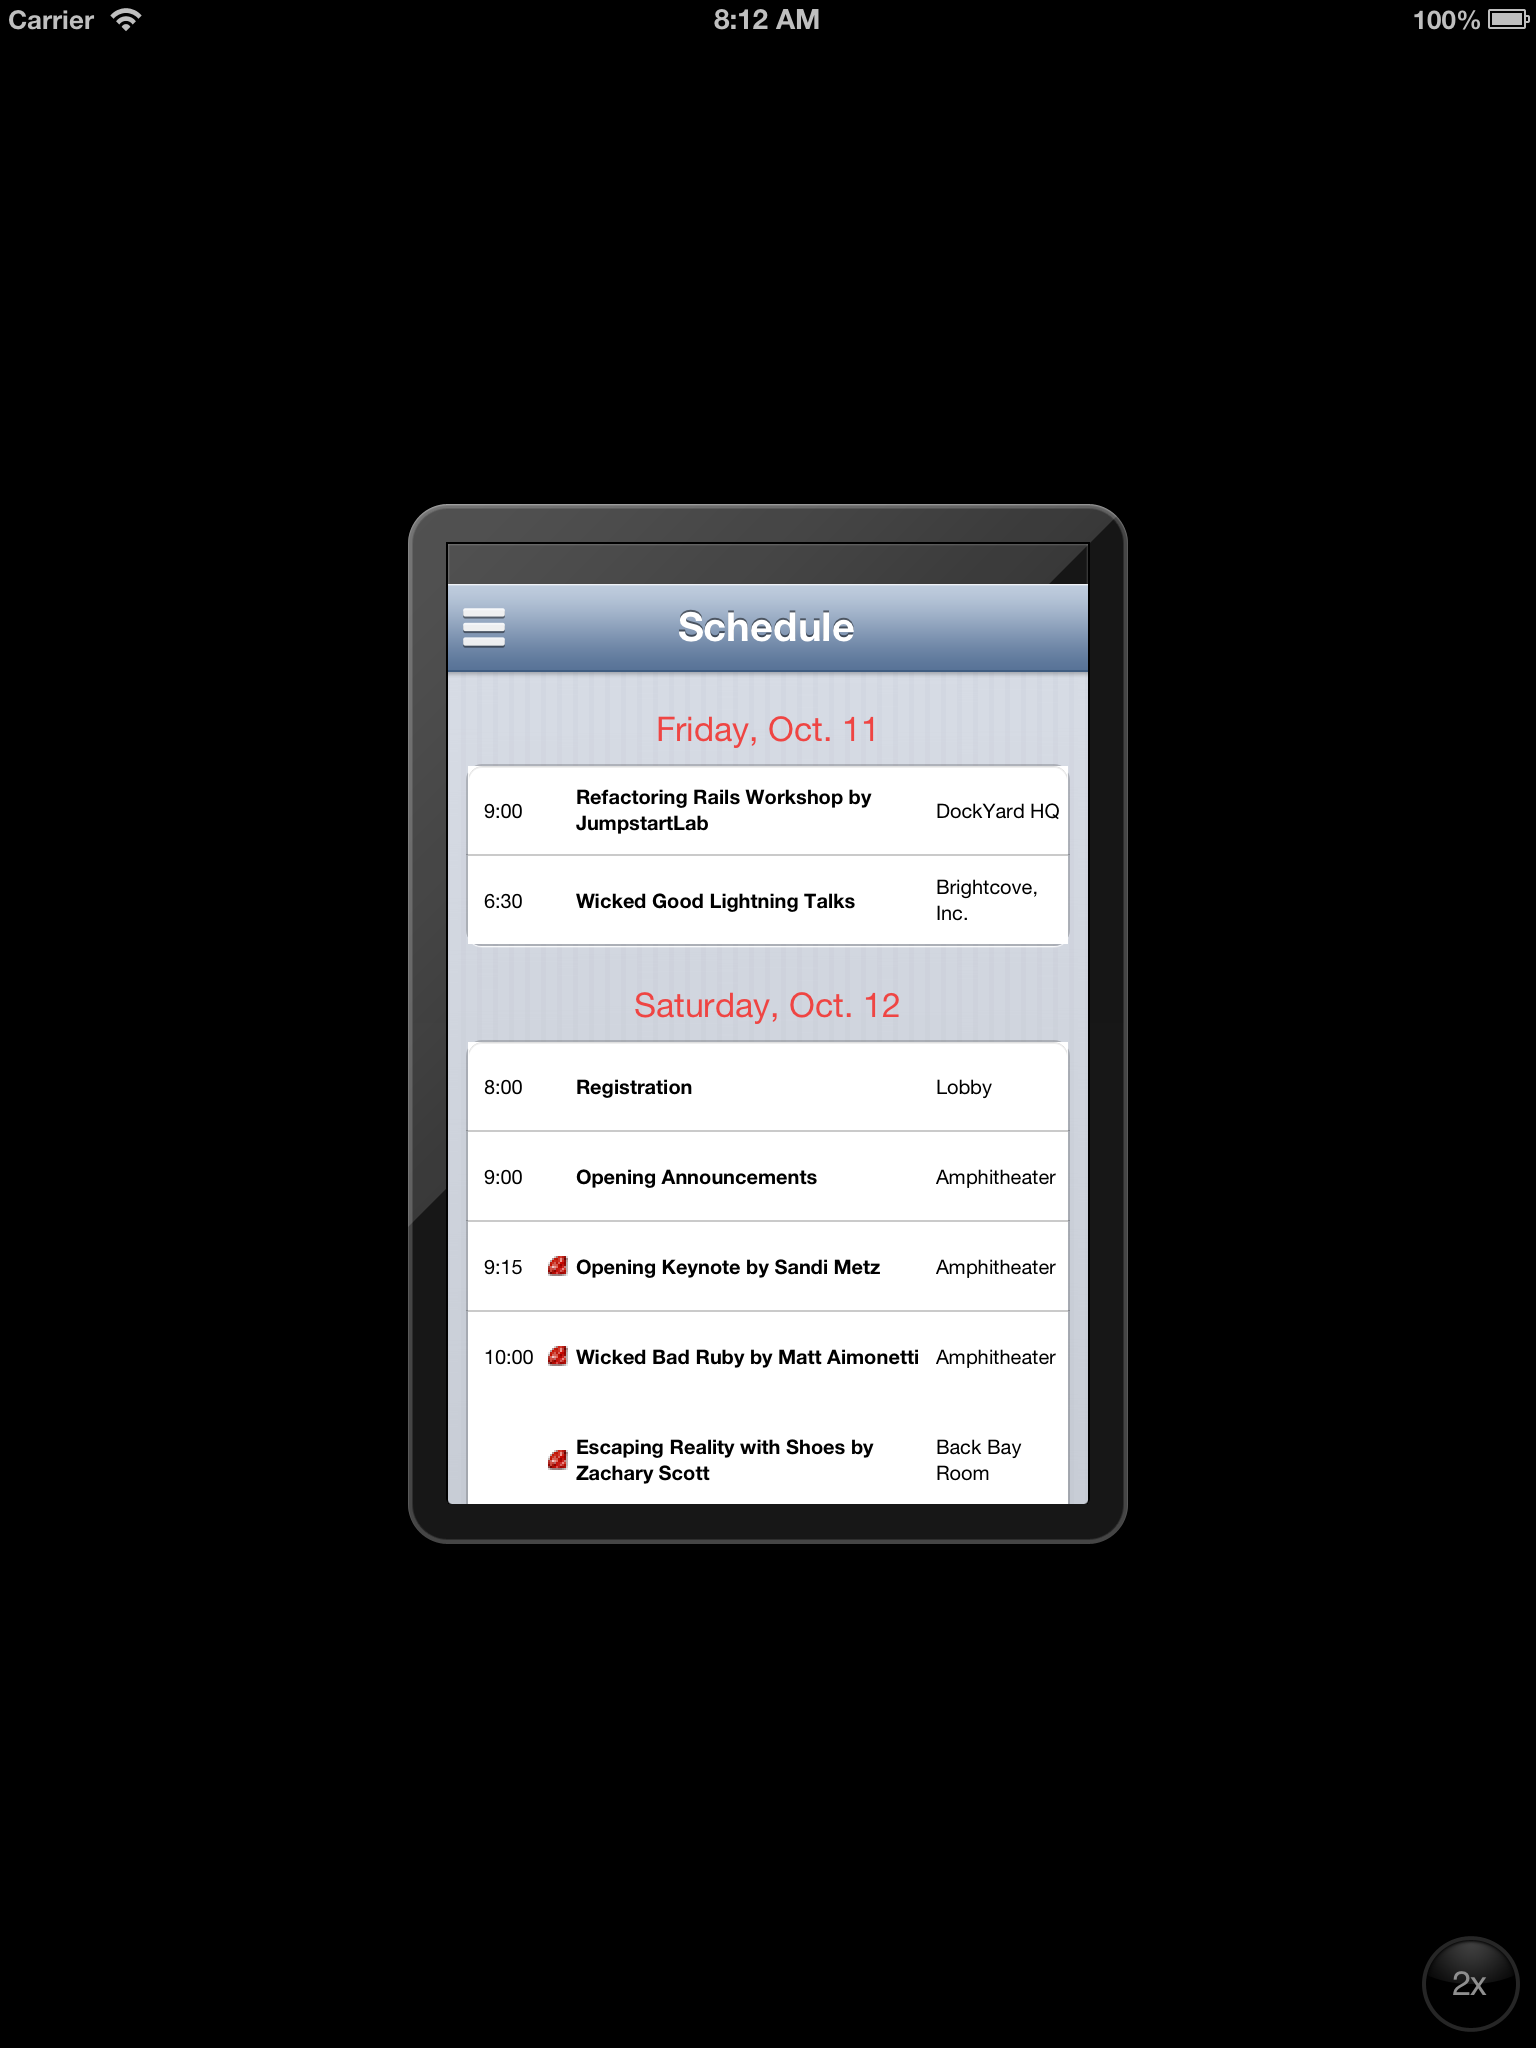 Carrier 8:12 AM 100%
Schedule
Friday, Oct. 11
9:00 Refactoring Rails Workshop by JumpstartLab DockYard HQ
6:30 Wicked Good Lightning Talks Brightcove, Inc.
Saturday, Oct. 12
8:00 Registration Lobby
9:00 Opening Announcements Amphitheater
9:15 Opening Keynote by Sandi Metz Amphitheater
10:00 Wicked Bad Ruby by Matt Aimonetti Amphitheater
Escaping Reality with Shoes by Zachary Scott Back Bay Room
2x